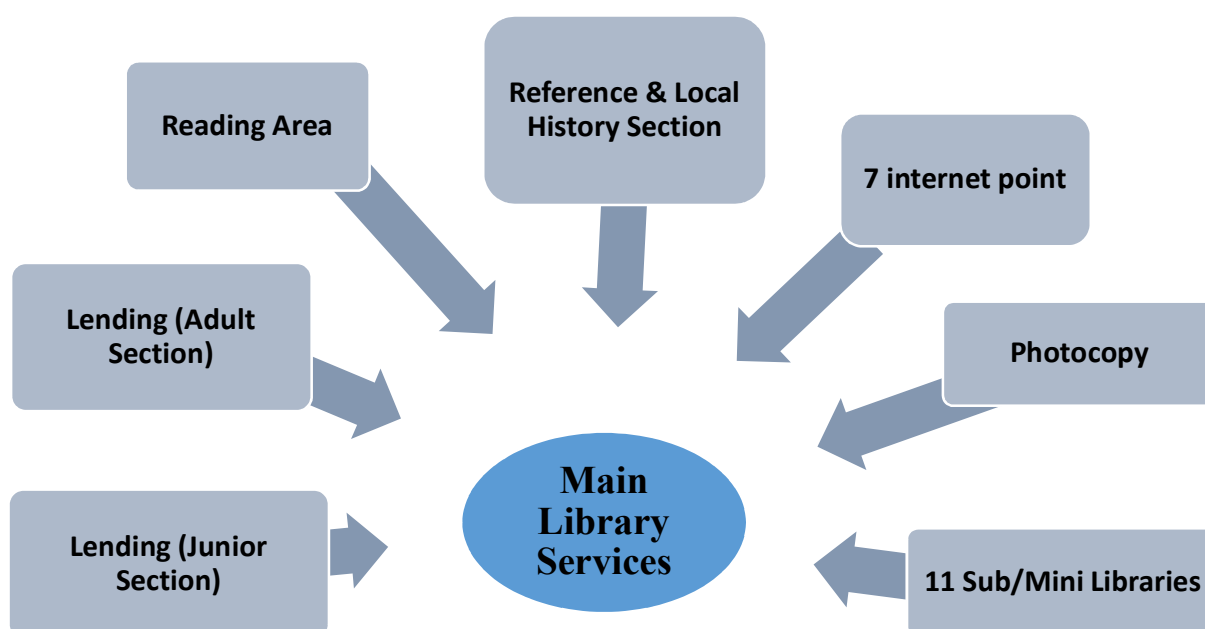 Reference & Local
History Section
Reading Area
7 internet point
Lending (Adult
Section)
Photocopy
Main
Library
Services
Lending (Junior
Section)
11 Sub/Mini Libraries